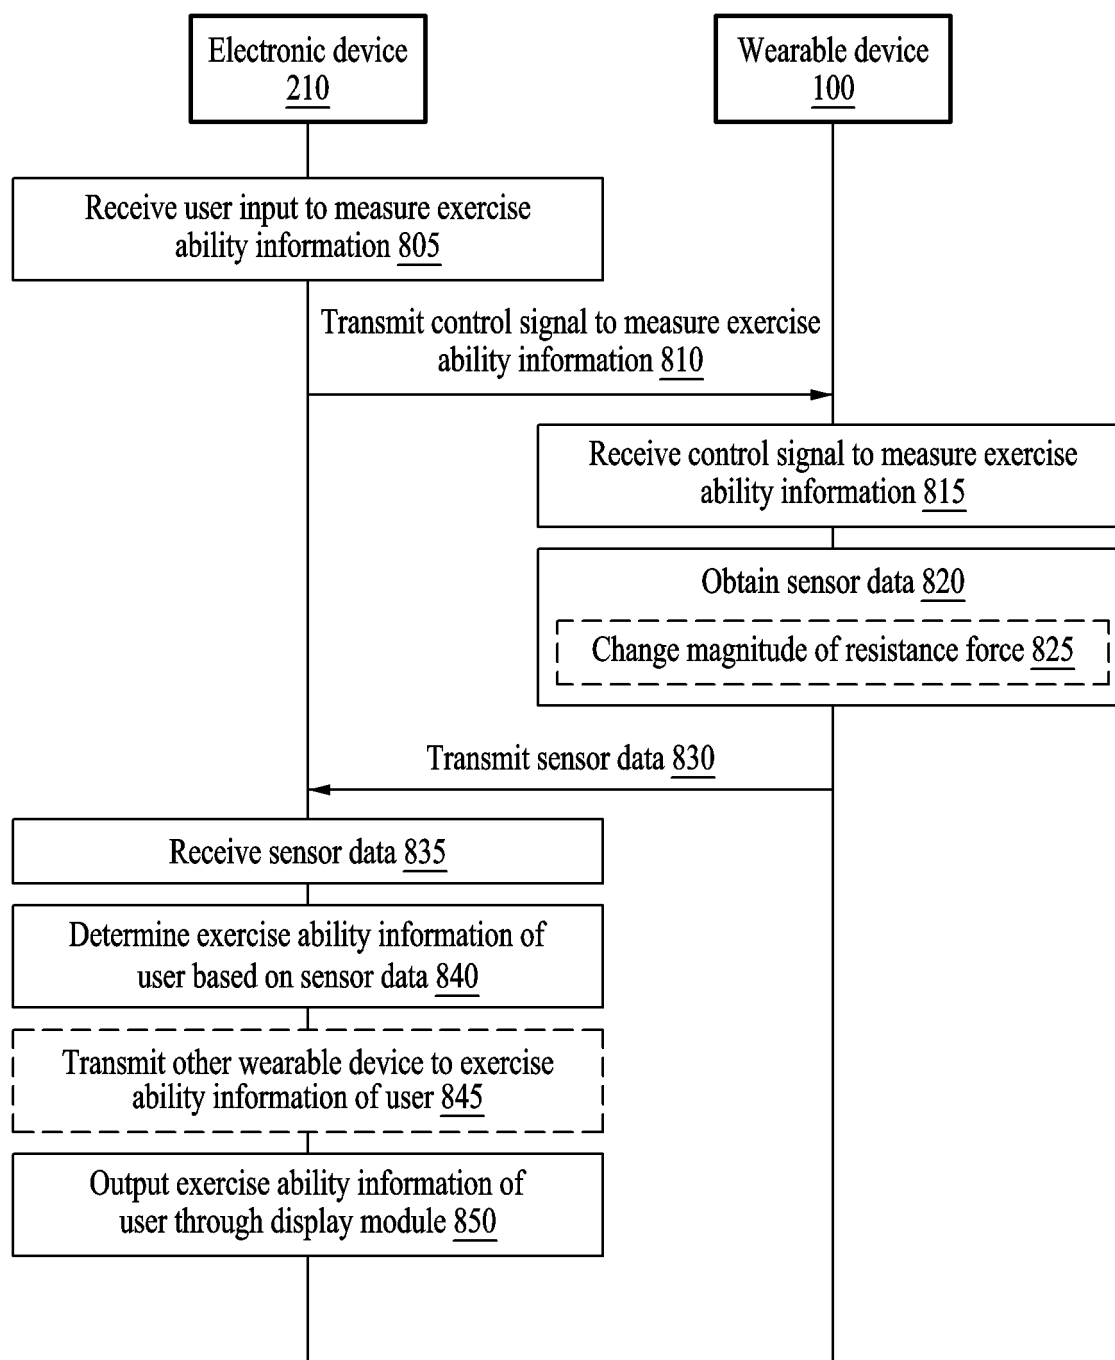 Electronic device
210
Wearable device
100
Receive user input to measure exercise
ability information 805
Transmit control signal to measure exercise
ability information 810
Receive control signal to measure exercise
ability information 815
Obtain sensor data 820
Change magnitude of resistance force 825
Transmit sensor data 830
Receive sensor data 835
Determine exercise ability information of
user based on sensor data 840
Transmit other wearable device to exercise
ability information of user 845
Output exercise ability information of
user through display module 850